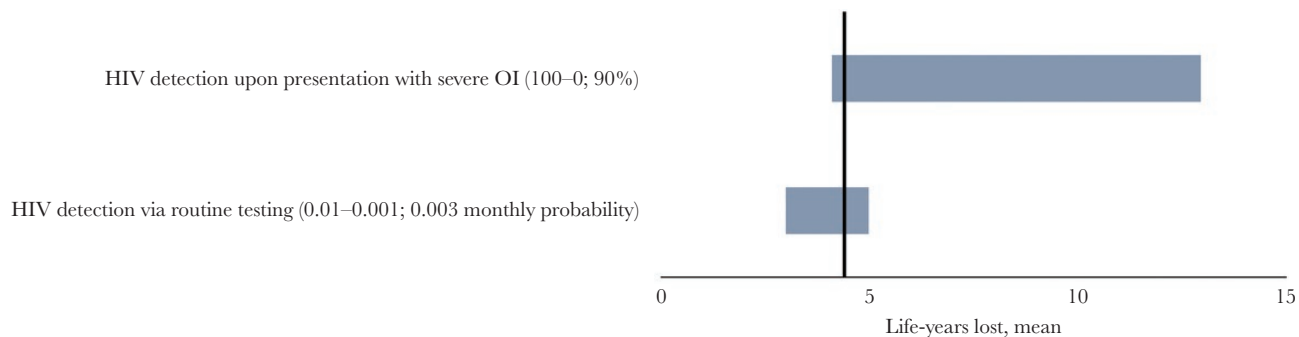 HIV detection upon presentation with severe OI (100–0; 90%)
HIV detection via routine testing (0.01–0.001; 0.003 monthly probability)
0 5 10 15
Life-years lost, mean